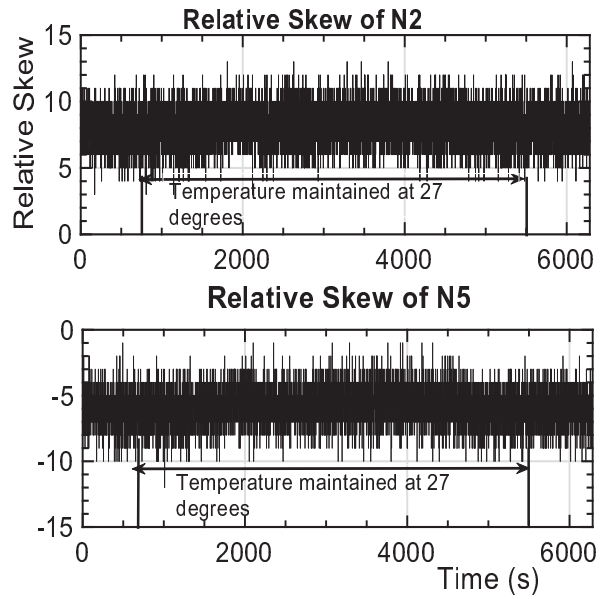 Relative Skew of N2
Relative Skew
15
10
5
0
Temperature maintained at 27
degrees
0 2000 4000 6000
Relative Skew of N5
0
-5
-10
-15
Temperature maintained at 27
degrees
0 2000 4000 6000
Time (s)